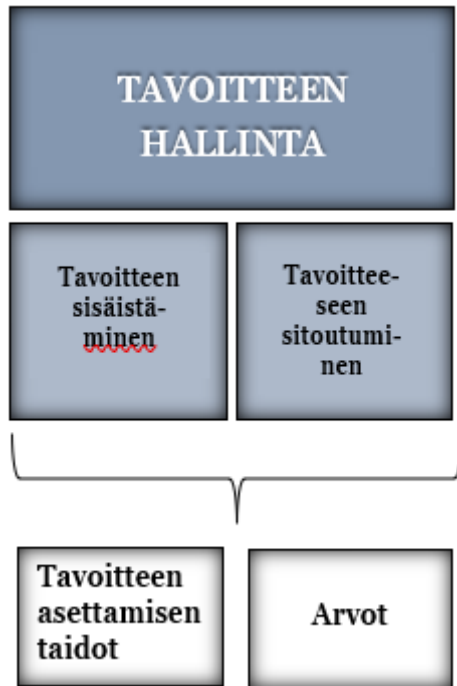 TAVOITTEEN
HALLINTA
Tavoitteen
sisäistä-
minen
Tavoittee-
seen
sitoutumi-
nen
Tavoitteen
asettamisen
taidot
Arvot